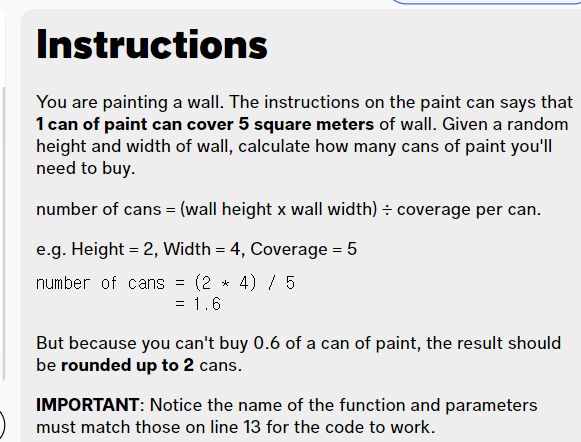 Instructions
You are painting a wall. The instructions on the paint can says that
1 can of paint can cover 5 square meters of wall. Given a random
height and width of wall, calculate how many cans of paint you'll
need to buy.
number of cans = (wall height x wall width) ÷ coverage per can.
e.g. Height = 2, Width = 4, Coverage = 5
number of cans = (2 * 4) / 5
= 1.6
But because you can't buy 0.6 of a can of paint, the result should
be rounded up to 2 cans.
IMPORTANT: Notice the name of the function and parameters
must match those on line 13 for the code to work.